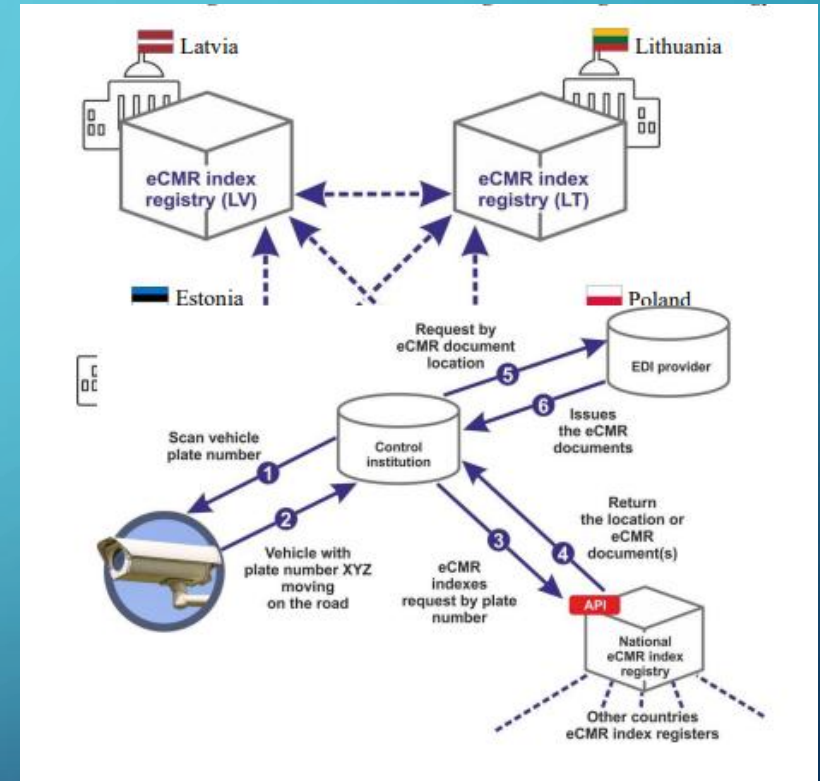 Latvia
Lithuania
eCMR index
registry (LV)
eCMR index
registry (LT)
Estonia
Poland
Request by
eCMR document
location
5
EDI provider
6
Issues
the eCMR
documents
Scan vehicle
plate number
1
Control
institution
2
Vehicle with
plate number XYZ
moving
on the road
3
eCMR
indexes
request by plate
number
4
Return
the location or
eCMR
document(s)
API
National
eCMR index
registry
Other countries
eCMR index registers